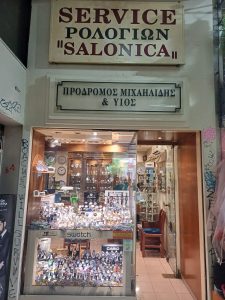 SERVICE
ΡΟΛΟΓΙΩΝ
"SALONICA"
ΠΡΟΔΡΟΜΟΣ ΜΙΧΑΗΛΙΔΗΣ
& ΥΙΟΣ
swatch